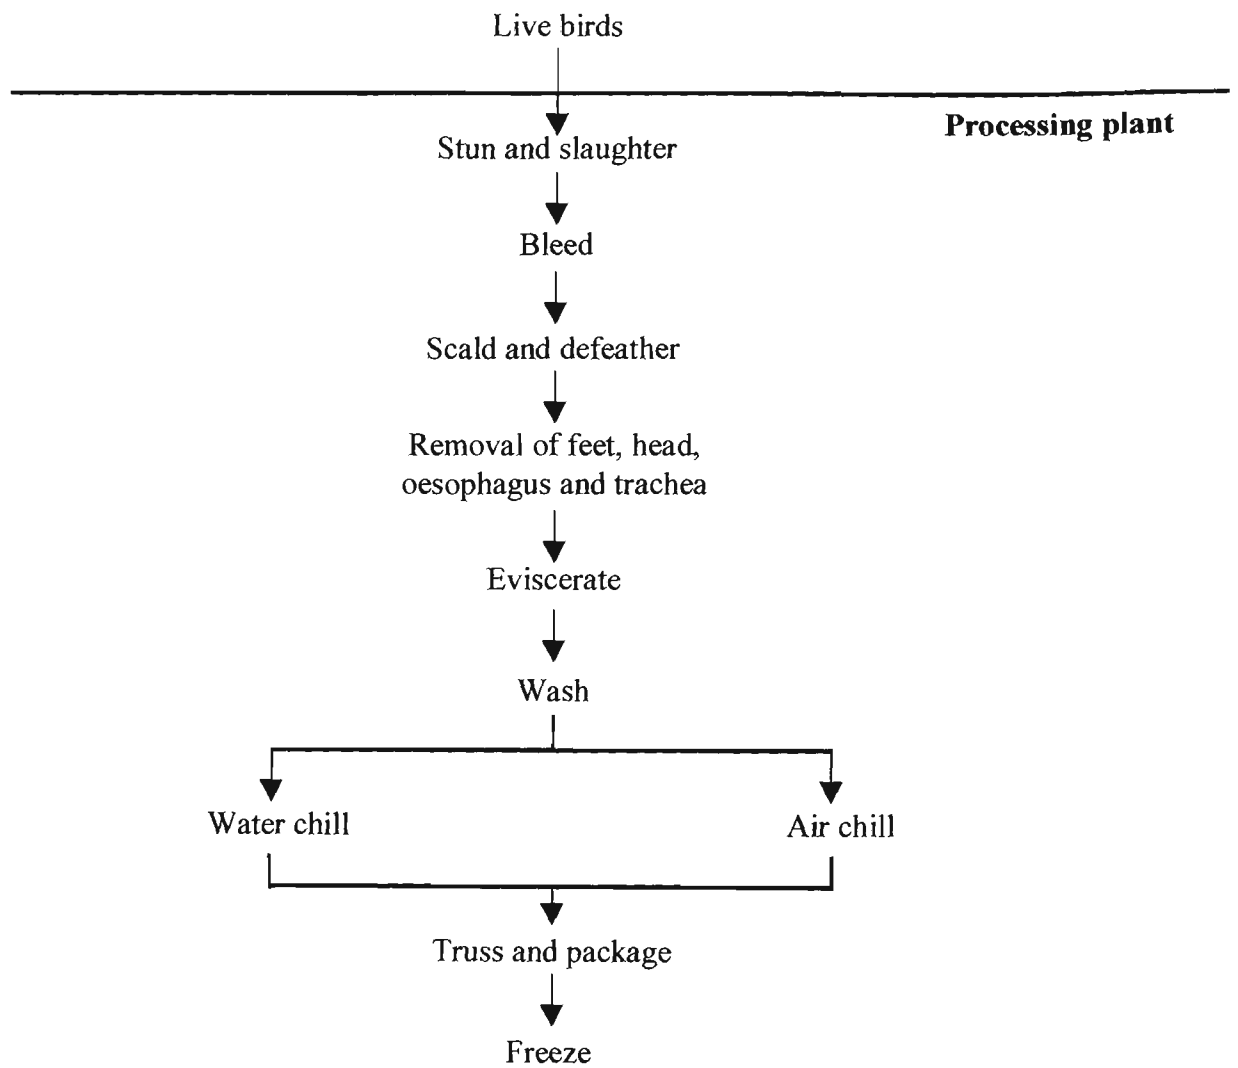 Live birds
Processing plant
Stun and slaughter
Bleed
Scald and defeather
Removal of feet, head,
oesophagus and trachea
Eviscerate
Wash
Water chill
Air chill
Truss and package
Freeze